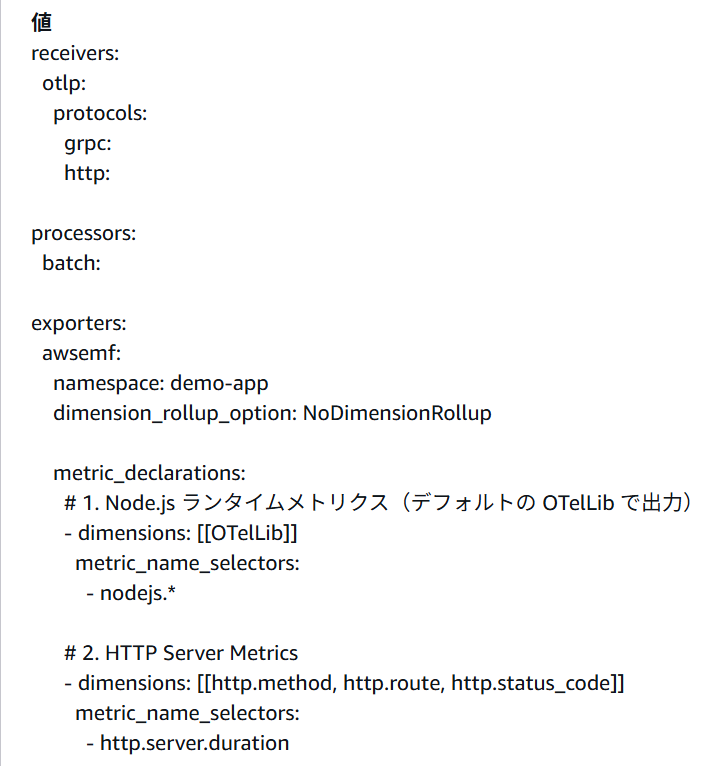 値
receivers:
  otlp:
    protocols:
      grpc:
      http:

processors:
  batch:

exporters:
  awsemf:
    namespace: demo-app
    dimension_rollup_option: NoDimensionRollup

    metric_declarations:
      # 1. Node.js ランタイムメトリクス（デフォルトの OTelLib で出力）
      - dimensions: [[OTelLib]]
        metric_name_selectors:
          - nodejs.*

      # 2. HTTP Server Metrics
      - dimensions: [[http.method, http.route, http.status_code]]
        metric_name_selectors:
          - http.server.duration